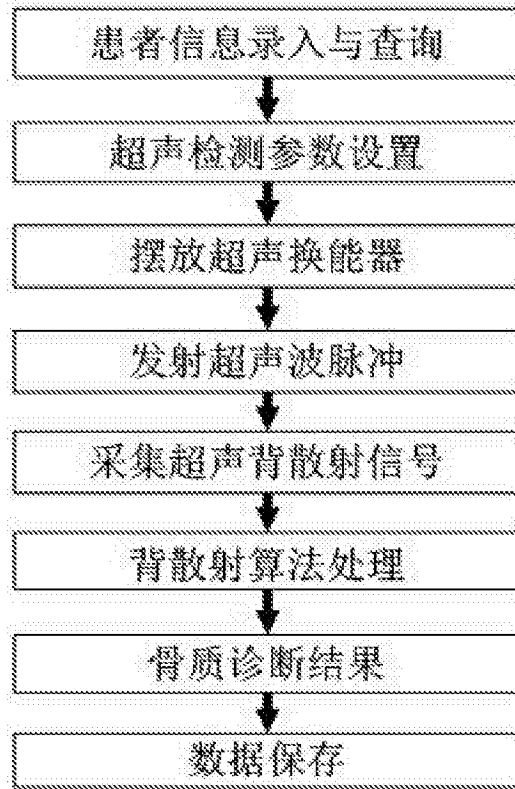 患者信息录入与查询
超声检测参数设置
摆放超声换能器
发射超声波脉冲
采集超声背散射信号
背散射算法处理
骨质诊断结果
数据保存